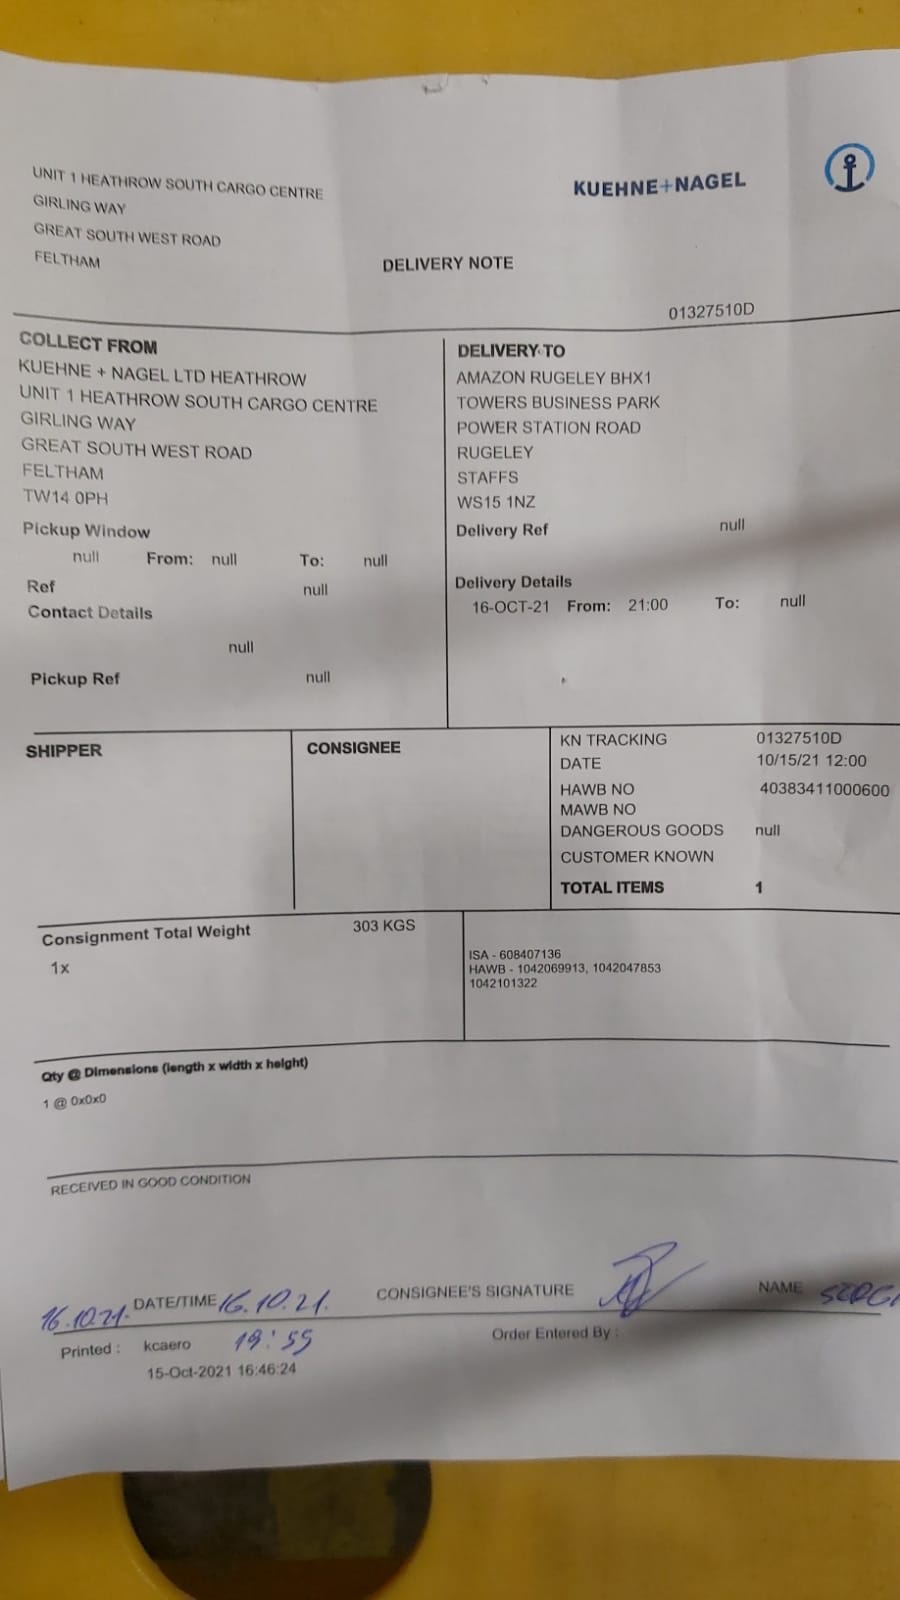 UNIT 1 HEATHROW SOUTH CARGO CENTRE
GIRLING WAY
GREAT SOUTH WEST ROAD
FELTHAM
KUEHNE+NAGEL
DELIVERY NOTE
01327510D
COLLECT FROM
KUEHNE + NAGEL LTD HEATHROW
UNIT 1 HEATHROW SOUTH CARGO CENTRE
GIRLING WAY
GREAT SOUTH WEST ROAD
FELTHAM
TW14 0PH
Pickup Window
null From: null To: null
Ref null
Contact Details
null
Pickup Ref null
DELIVERY TO
AMAZON RUGELEY BHX1
TOWERS BUSINESS PARK
POWER STATION ROAD
RUGELEY
STAFFS
WS15 1NZ
Delivery Ref null
Delivery Details
16-OCT-21 From: 21:00 To: null
SHIPPER
CONSIGNEE
KN TRACKING 01327510D
DATE 10/15/21 12:00
HAWB NO 40383411000600
MAWB NO
DANGEROUS GOODS null
CUSTOMER KNOWN
TOTAL ITEMS 1
Consignment Total Weight 303 KGS
1x
ISA - 608407136
HAWB - 1042069913, 1042047853
1042101322
Qty @ Dimensions (length x width x height)
1 @ 0x0x0
RECEIVED IN GOOD CONDITION
16.10.21. DATE/TIME 16.10.21. CONSIGNEE'S SIGNATURE NAME
Printed : kcaero 19:55 Order Entered By :
15-Oct-2021 16:46:24